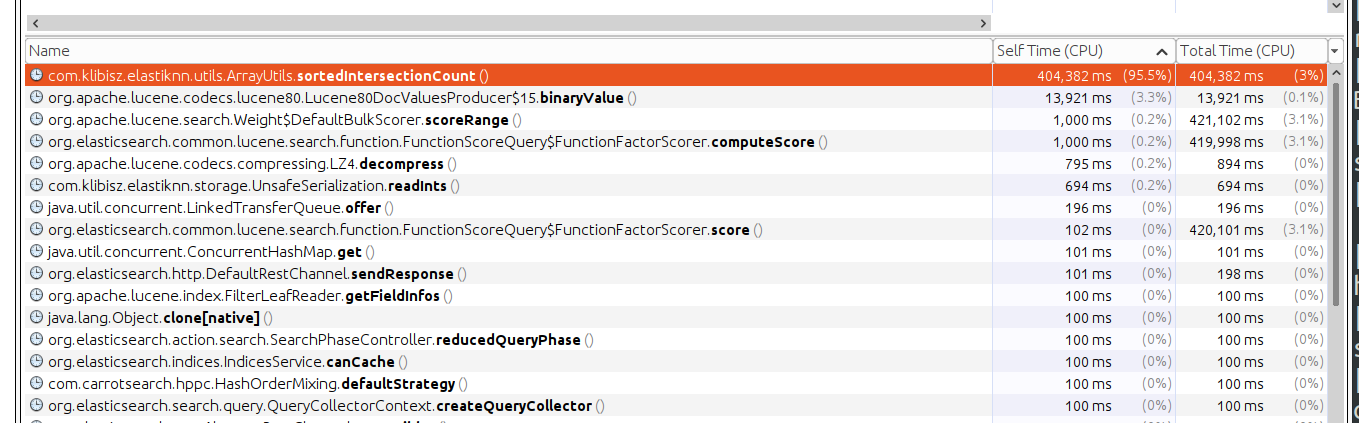 Name Self Time (CPU) Total Time (CPU)
com.klibisz.elastiknn.utils.ArrayUtils.sortedIntersectionCount () 404,382 ms (95.5%) 404,382 ms (3%)
org.apache.lucene.codecs.lucene80.Lucene80DocValuesProducer$15.binaryValue () 13,921 ms (3.3%) 13,921 ms (0.1%)
org.apache.lucene.search.Weight$DefaultBulkScorer.scoreRange () 1,000 ms (0.2%) 421,102 ms (3.1%)
org.elasticsearch.common.lucene.search.function.FunctionScoreQuery$FunctionFactorScorer.computeScore () 1,000 ms (0.2%) 419,998 ms (3.1%)
org.apache.lucene.codecs.compressing.LZ4.decompress () 795 ms (0.2%) 894 ms (0%)
com.klibisz.elastiknn.storage.UnsafeSerialization.readInts () 694 ms (0.2%) 694 ms (0%)
java.util.concurrent.LinkedTransferQueue.offer () 196 ms (0%) 196 ms (0%)
org.elasticsearch.common.lucene.search.function.FunctionScoreQuery$FunctionFactorScorer.score () 102 ms (0%) 420,101 ms (3.1%)
java.util.concurrent.ConcurrentHashMap.get () 101 ms (0%) 101 ms (0%)
org.elasticsearch.http.DefaultRestChannel.sendResponse () 101 ms (0%) 198 ms (0%)
org.apache.lucene.index.FilterLeafReader.getFieldInfos () 100 ms (0%) 100 ms (0%)
java.lang.Object.clone[native] () 100 ms (0%) 100 ms (0%)
org.elasticsearch.action.search.SearchPhaseController.reducedQueryPhase () 100 ms (0%) 100 ms (0%)
org.elasticsearch.indices.IndicesService.canCache () 100 ms (0%) 100 ms (0%)
com.carrotsearch.hppc.HashOrderMixing.defaultStrategy () 100 ms (0%) 100 ms (0%)
org.elasticsearch.search.query.QueryCollectorContext.createQueryCollector () 100 ms (0%) 100 ms (0%)